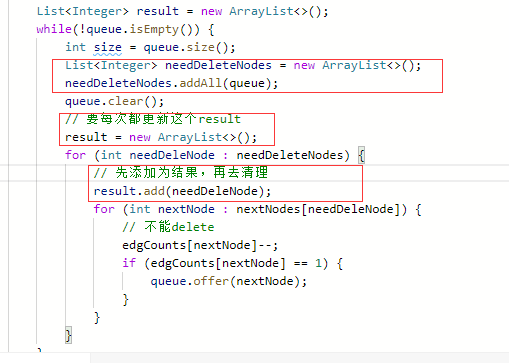 List<Integer> result = new ArrayList<>();
while(!queue.isEmpty()) {
int size = queue.size();
List<Integer> needDeleteNodes = new ArrayList<>();
needDeleteNodes.addAll(queue);
queue.clear();
// 要每次都更新这个result
result = new ArrayList<>();
for (int needDeleNode : needDeleteNodes) {
// 先添加为结果，再去清理
result.add(needDeleNode);
for (int nextNode : nextNodes[needDeleNode]) {
// 不能delete
edgCounts[nextNode]--;
if (edgCounts[nextNode] == 1) {
queue.offer(nextNode);
}
}
}
}